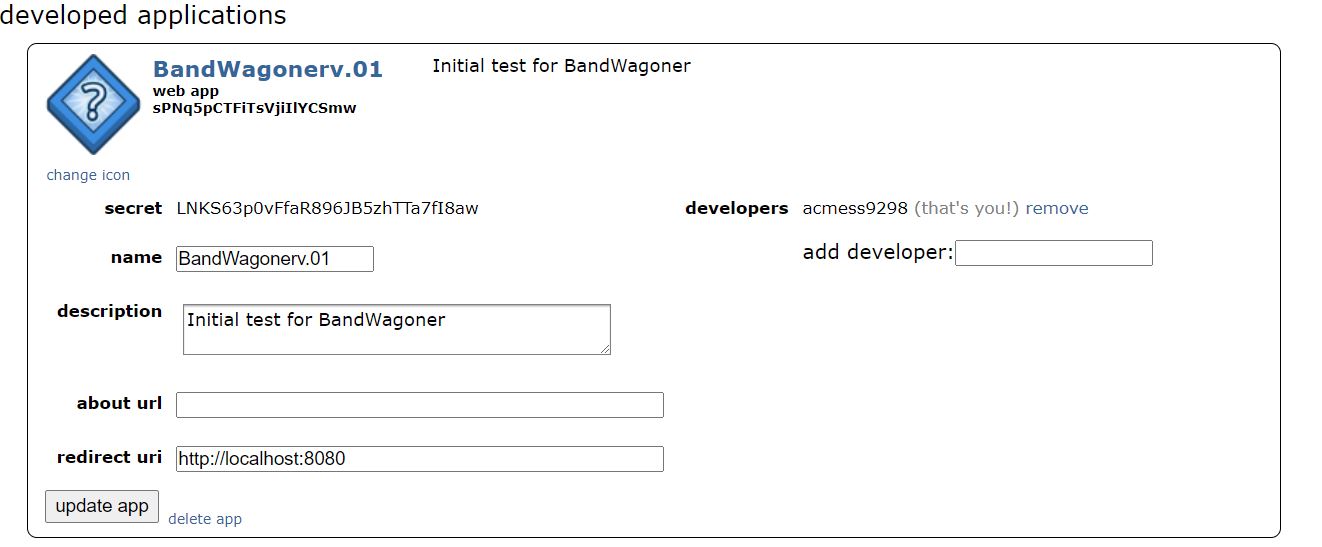 developed applications
BandWagonerv.01
Initial test for BandWagoner
web app
sPNq5pCTFiTsVjiIlYCSmw
change icon
secret LNKS63p0vFfaR896JB5zhTTa7fI8aw
developers acmess9298 (that's you!) remove
name BandWagonerv.01
add developer:
description Initial test for BandWagoner
about url
redirect uri http://localhost:8080
update app delete app